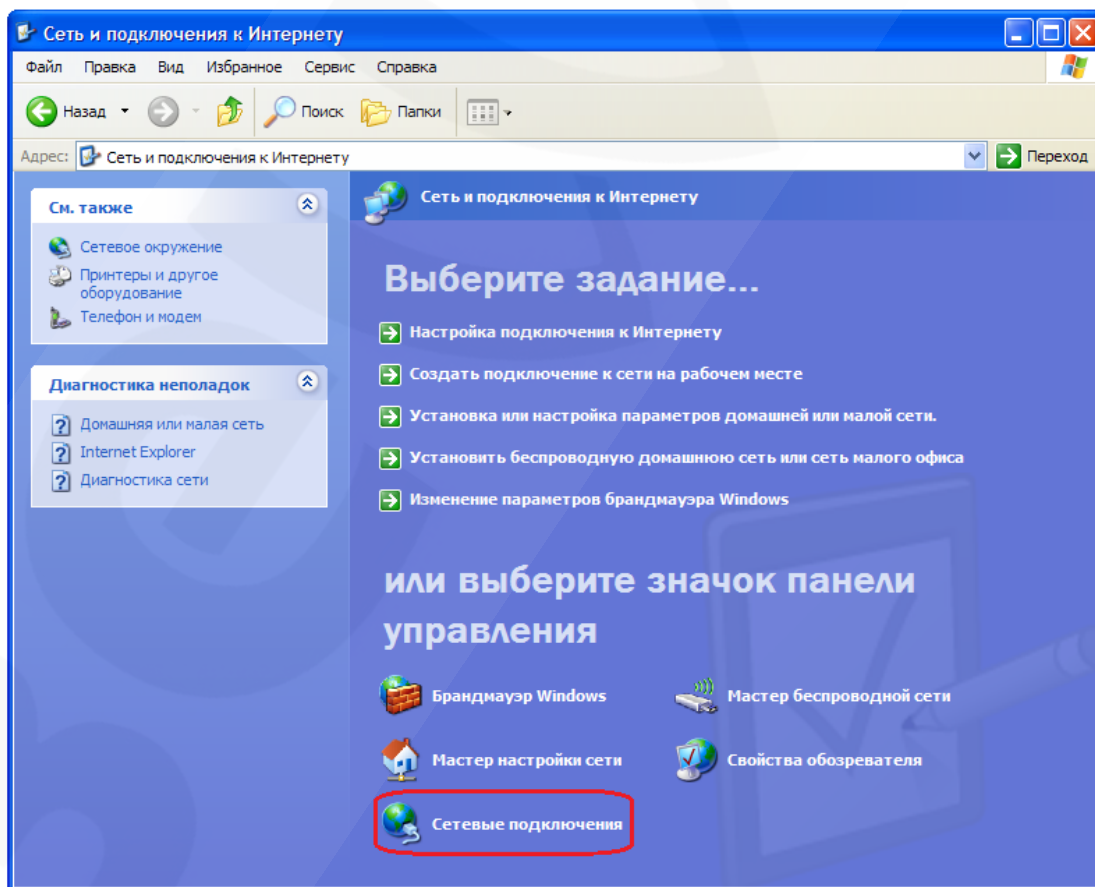 Сеть и подключения к Интернету
Файл Правка Вид Избранное Сервис Справка
Назад Поиск Папки
Адрес: Сеть и подключения к Интернету Переход
См. также
Сетевое окружение
Принтеры и другое
оборудование
Телефон и модем
Диагностика неполадок
Домашняя или малая сеть
Internet Explorer
Диагностика сети
Сеть и подключения к Интернету
Выберите задание...
Настройка подключения к Интернету
Создать подключение к сети на рабочем месте
Установка или настройка параметров домашней или малой сети.
Установить беспроводную домашнюю сеть или сеть малого офиса
Изменение параметров брандмауэра Windows
или выберите значок панели
управления
Брандмауэр Windows Мастер беспроводной сети
Мастер настройки сети Свойства обозревателя
Сетевые подключения